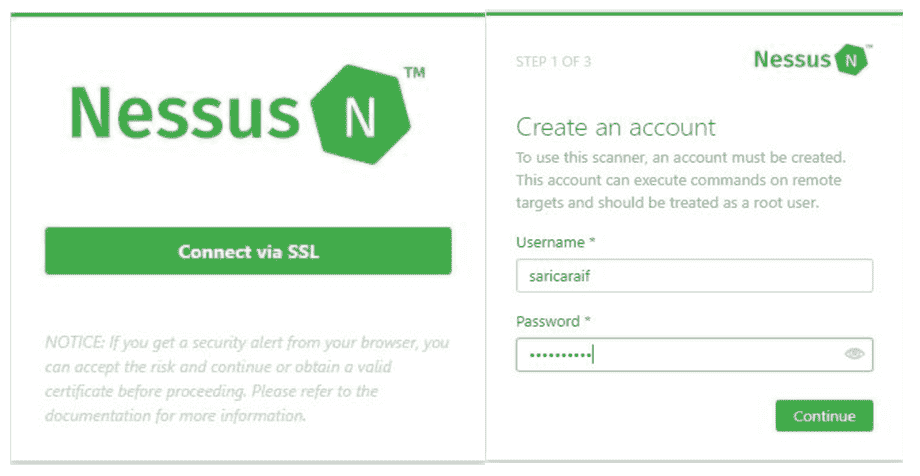 Nessus N™
Connect via SSL
NOTICE: If you get a security alert from your browser, you
can accept the risk and continue or obtain a valid
certificate before proceeding. Please refer to the
documentation for more information.
STEP 1 OF 3
Nessus N™
Create an account
To use this scanner, an account must be created.
This account can execute commands on remote
targets and should be treated as a root user.
Username *
saricaraif
Password *
••••••••••
Continue